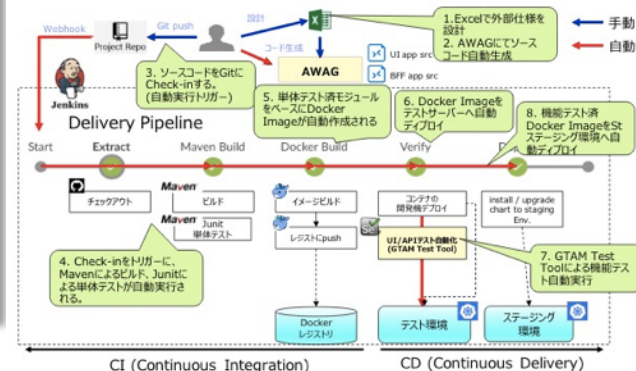 Webhook
Git push
設計
Project Repo
コード生成
AWAG
UI app src
BFF app src
手動
自動
1.Excelで外部仕様を
設計
2. AWAGにてソース
コード自動生成
3. ソースコードをGitに
Check-inする。
(自動実行トリガー)
5. 単体テスト済モジュール
をベースにDocker
Imageが自動作成される
6. Docker Imageを
テストサーバーへ自動
ディプロイ
8. 機能テスト済
Docker ImageをSt
ステージング環境へ自
動ディプロイ
Jenkins
Delivery Pipeline
Start
Extract
Maven Build
Docker Build
Verify
チェックアウト
Maven
ビルド
Maven
Junit
単体テスト
イメージビルド
レジストにpush
コンテナの
開発機デプロイ
Se
UI/APIテスト自動化
(GTAM Test Tool)
install / upgrade
chart to staging
Env.
4. Check-inをトリガーに、
Mavenによるビルド、Junitに
よる単体テストが自動実行さ
れる。
7. GTAM Test
Toolによる機能テス
ト自動実行
Docker
レジストリ
テスト環境
ステージング
環境
CI (Continuous Integration)
CD (Continuous Delivery)